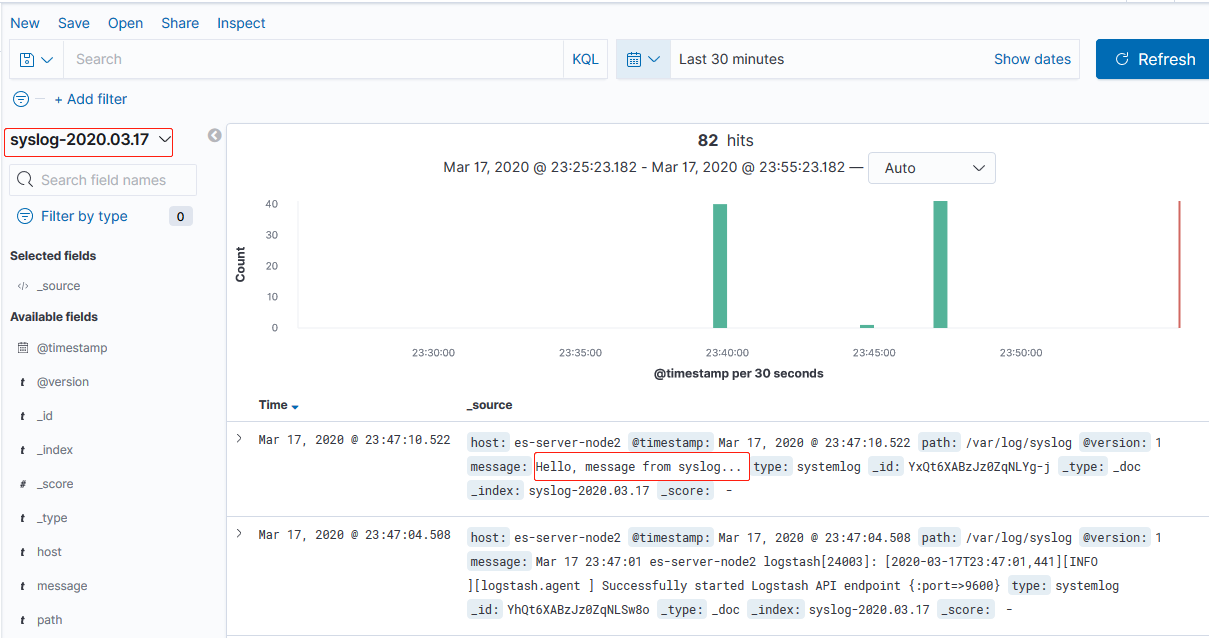 New Save Open Share Inspect
Search KQL Last 30 minutes Show dates Refresh
+ Add filter
syslog-2020.03.17
Search field names
Filter by type 0
Selected fields
_source
Available fields
@timestamp
t @version
t _id
t _index
# _score
t _type
t host
t message
t path
82 hits
Mar 17, 2020 @ 23:25:23.182 - Mar 17, 2020 @ 23:55:23.182 — Auto
Count
40
30
20
10
0
23:30:00 23:35:00 23:40:00 23:45:00 23:50:00
@timestamp per 30 seconds
Time _source
Mar 17, 2020 @ 23:47:10.522 host: es-server-node2 @timestamp: Mar 17, 2020 @ 23:47:10.522 path: /var/log/syslog @version: 1
message: Hello, message from syslog... type: systemlog _id: YxQt6XABzJz0ZqNLYg-j _type: _doc
_index: syslog-2020.03.17 _score: -
Mar 17, 2020 @ 23:47:04.508 host: es-server-node2 @timestamp: Mar 17, 2020 @ 23:47:04.508 path: /var/log/syslog @version: 1
message: Mar 17 23:47:01 es-server-node2 logstash[24003]: [2020-03-17T23:47:01,441][INFO
][logstash.agent ] Successfully started Logstash API endpoint {:port=>9600} type: systemlog
_id: YhQt6XABzJz0ZqNLSw8o _type: _doc _index: syslog-2020.03.17 _score: -